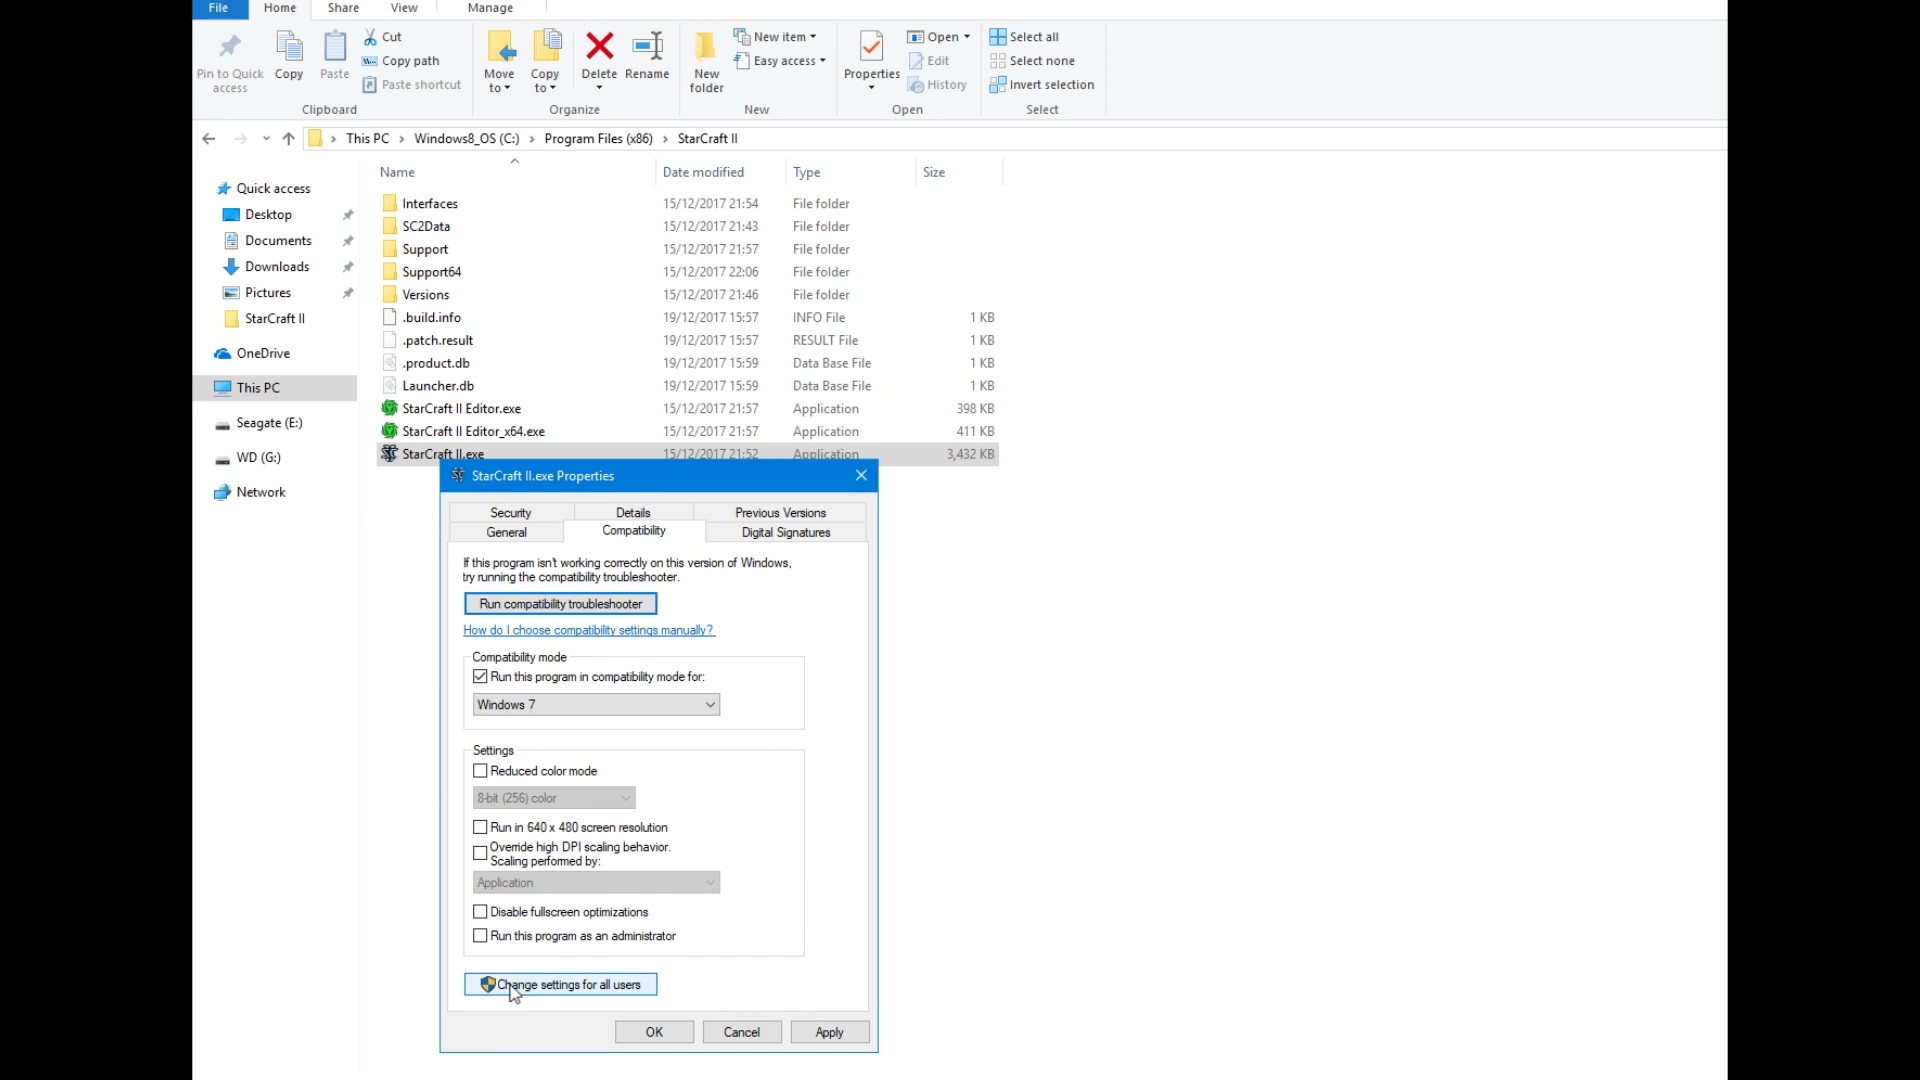 File Home Share View Manage
Pin to Quick access
Copy
Paste
Cut
Copy path
Paste shortcut
Clipboard
Move to
Copy to
Delete
Rename
Organize
New folder
New item
Easy access
New
Properties
Open
Edit
History
Open
Select all
Select none
Invert selection
Select
This PC > Windows8_OS (C:) > Program Files (x86) > StarCraft II
Quick access
Desktop
Documents
Downloads
Pictures
StarCraft II
OneDrive
This PC
Seagate (E:)
WD (G:)
Network
Name Date modified Type Size
Interfaces 15/12/2017 21:54 File folder
SC2Data 15/12/2017 21:43 File folder
Support 15/12/2017 21:57 File folder
Support64 15/12/2017 22:06 File folder
Versions 15/12/2017 21:46 File folder
.build.info 19/12/2017 15:57 INFO File 1 KB
.patch.result 19/12/2017 15:57 RESULT File 1 KB
.product.db 19/12/2017 15:59 Data Base File 1 KB
Launcher.db 19/12/2017 15:59 Data Base File 1 KB
StarCraft II Editor.exe 15/12/2017 21:57 Application 398 KB
StarCraft II Editor_x64.exe 15/12/2017 21:57 Application 411 KB
StarCraft II.exe 15/12/2017 21:52 Application 3,432 KB
StarCraft II.exe Properties
Security Details Previous Versions
General Compatibility Digital Signatures
If this program isn't working correctly on this version of Windows,
try running the compatibility troubleshooter.
Run compatibility troubleshooter
How do I choose compatibility settings manually?
Compatibility mode
Run this program in compatibility mode for:
Windows 7
Settings
Reduced color mode
8-bit (256) color
Run in 640 x 480 screen resolution
Override high DPI scaling behavior.
Scaling performed by:
Application
Disable fullscreen optimizations
Run this program as an administrator
Change settings for all users
OK Cancel Apply